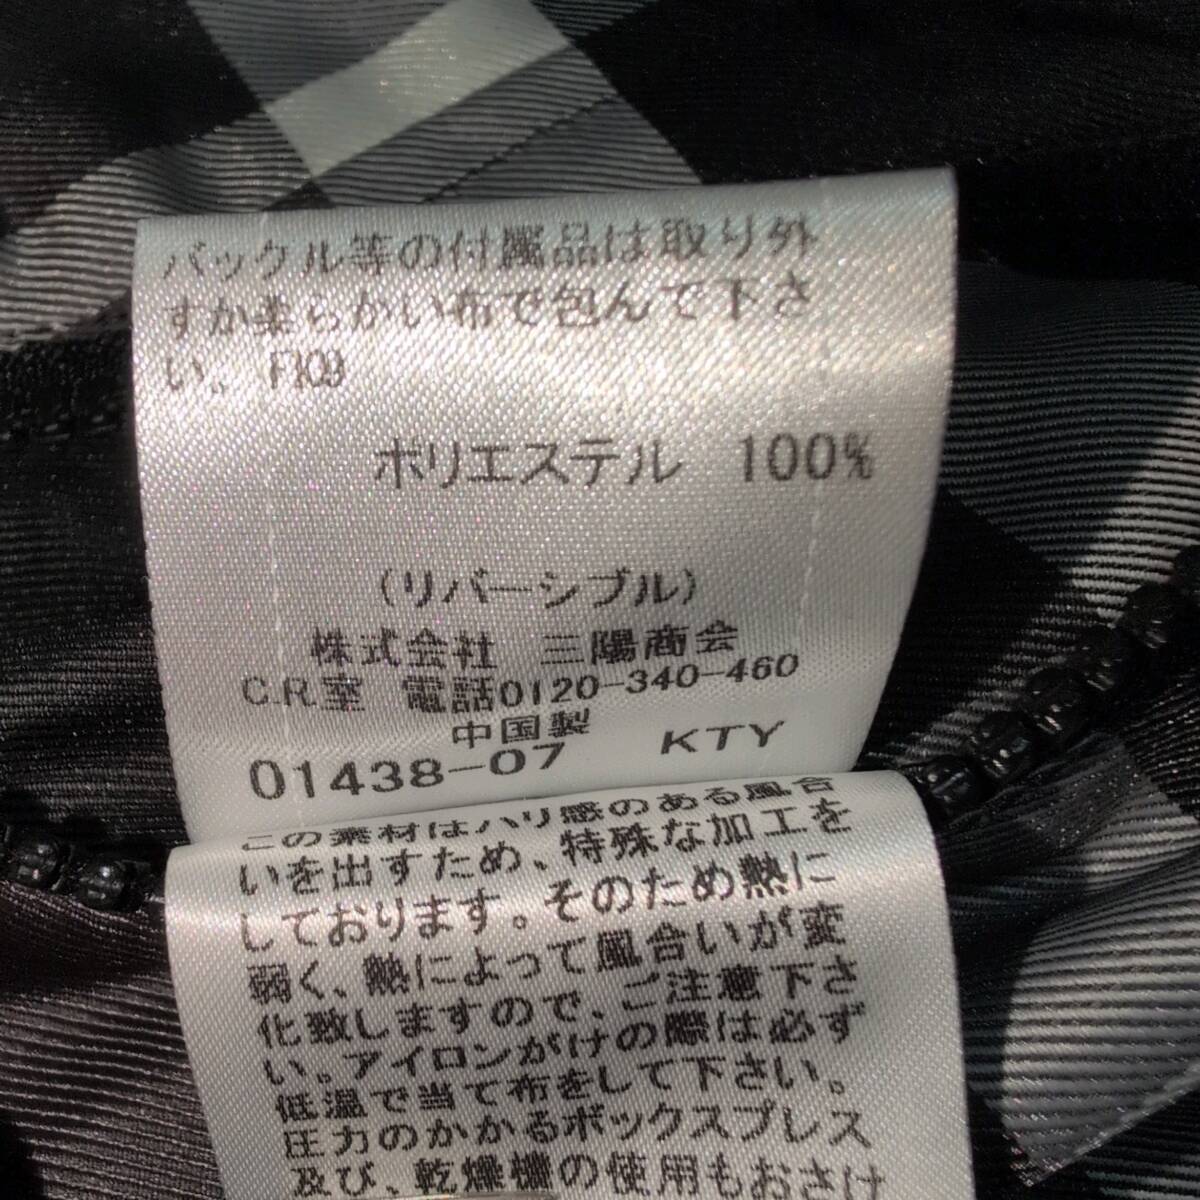 バックル等の付属品は取り外
すか柔らかい布で包んで下さ
い。 F109
ポリエステル 100%
(リバーシブル)
株式会社 三陽商会
C.R室 電話0120-340-460
中国製
01438-07 KTY
この素材はハリ感のある風合
いを出すため、特殊な加工を
しております。そのため熱に
弱く、熱によって風合いが変
化致しますので、ご注意下さ
い。アイロンがけの際は必ず
低温で当て布をして下さい。
圧力のかかるボックスプレス
及び、乾燥機の使用もおさけ